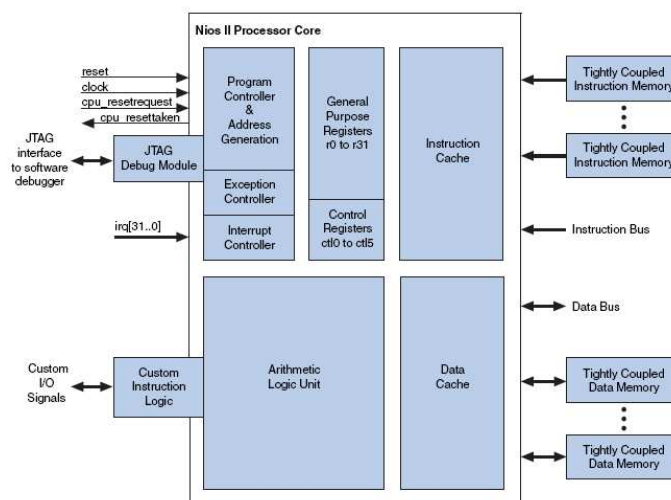 Nios II Processor Core
reset
clock
cpu_resetrequest
cpu_resettaken
JTAG
interface
to software
debugger
JTAG
Debug Module
irq[31..0]
Program
Controller
&
Address
Generation
Exception
Controller
Interrupt
Controller
General
Purpose
Registers
r0 to r31
Control
Registers
ctl0 to ctl5
Instruction
Cache
Tightly Coupled
Instruction Memory
Tightly Coupled
Instruction Memory
Instruction Bus
Data Bus
Custom
I/O
Signals
Custom
Instruction
Logic
Arithmetic
Logic Unit
Data
Cache
Tightly Coupled
Data Memory
Tightly Coupled
Data Memory